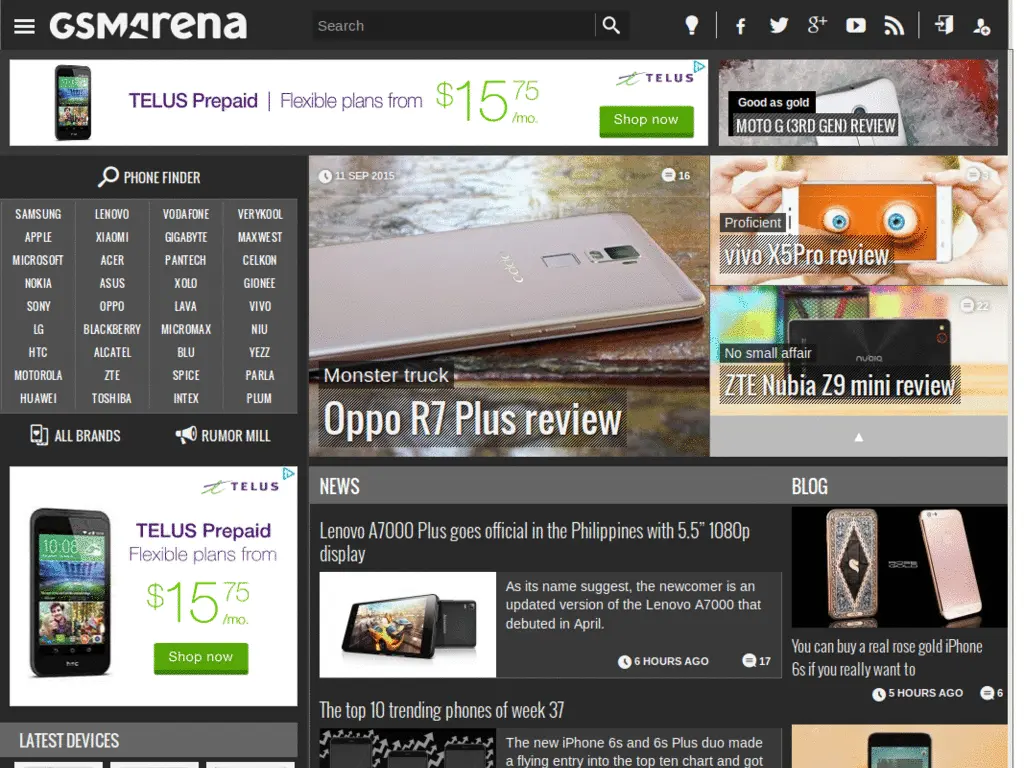 GSMArena
Search
TELUS Prepaid | Flexible plans from $15.75 /mo.
TELUS
Shop now
Good as gold
MOTO G (3RD GEN) REVIEW
PHONE FINDER
SAMSUNG LENOVO VODAFONE VERYKOOL
APPLE XIAOMI GIGABYTE MAXWEST
MICROSOFT ACER PANTECH CELKON
NOKIA ASUS XOLO GIONEE
SONY OPPO LAVA VIVO
LG BLACKBERRY MICROMAX NIU
HTC ALCATEL BLU YEZZ
MOTOROLA ZTE SPICE PARLA
HUAWEI TOSHIBA INTEX PLUM
ALL BRANDS RUMOR MILL
11 SEP 2015 16
oppo
Monster truck
Oppo R7 Plus review
Proficient
vivo X5Pro review
22
nubia
No small affair
ZTE Nubia Z9 mini review
TELUS
TELUS Prepaid
Flexible plans from
$15 75
/mo.
Shop now
10:08
hTC
LATEST DEVICES
NEWS
Lenovo A7000 Plus goes official in the Philippines with 5.5” 1080p
display
As its name suggest, the newcomer is an
updated version of the Lenovo A7000 that
debuted in April.
6 HOURS AGO 17
The top 10 trending phones of week 37
The new iPhone 6s and 6s Plus duo made
a flying entry into the top ten chart and got
BLOG
You can buy a real rose gold iPhone
6s if you really want to
5 HOURS AGO 6